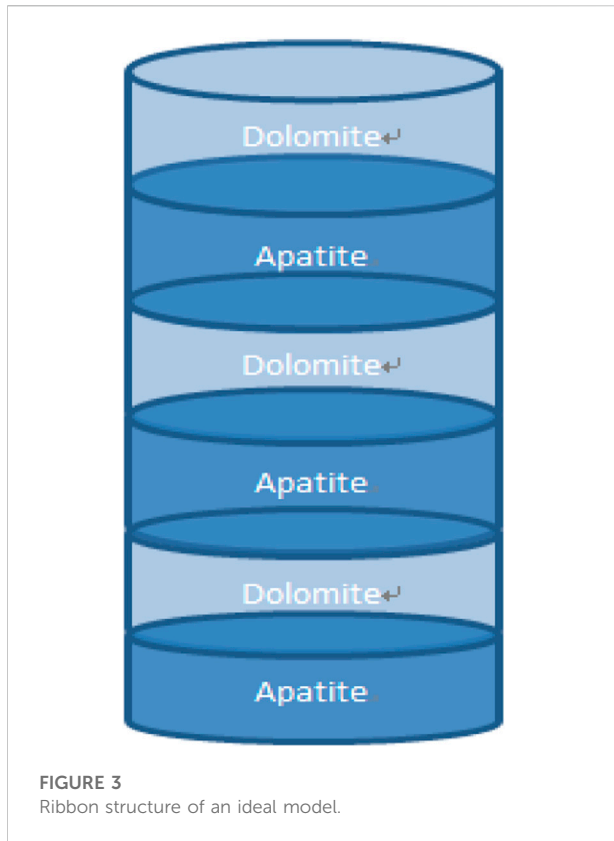 Dolomite↵
Apatite
Dolomite↵
Apatite
Dolomite↵
Apatite
FIGURE 3
Ribbon structure of an ideal model.